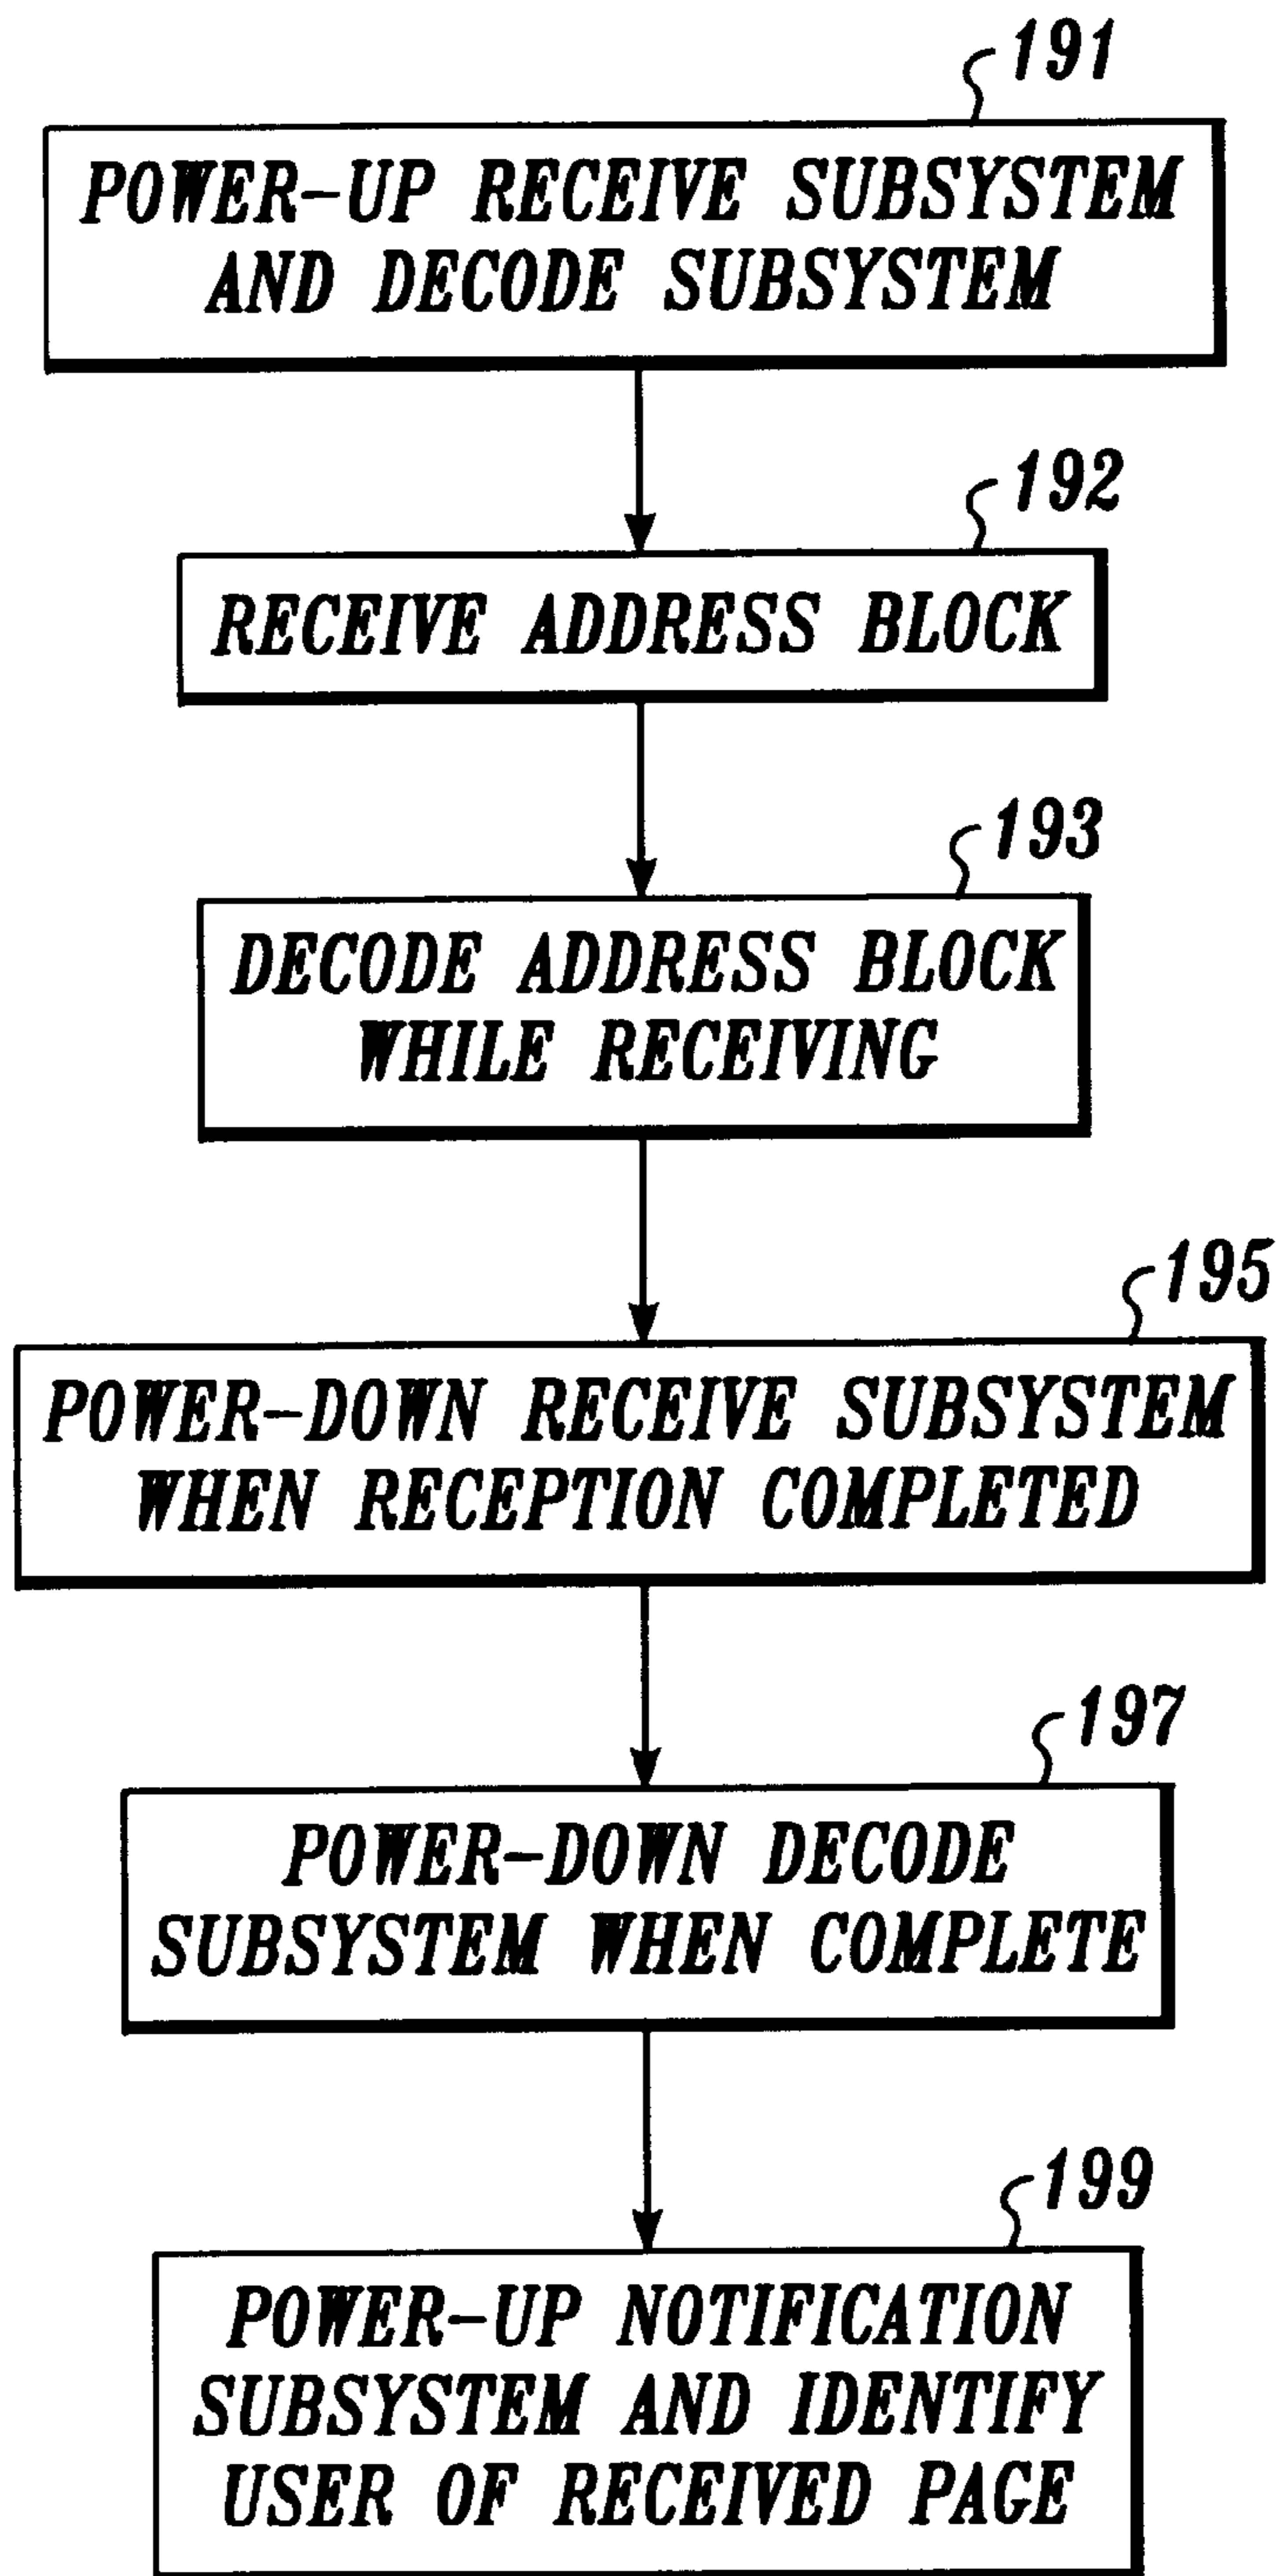 191
POWER-UP RECEIVE SUBSYSTEM
AND DECODE SUBSYSTEM
192
RECEIVE ADDRESS BLOCK
193
DECODE ADDRESS BLOCK
WHILE RECEIVING
195
POWER-DOWN RECEIVE SUBSYSTEM
WHEN RECEPTION COMPLETED
197
POWER-DOWN DECODE
SUBSYSTEM WHEN COMPLETE
199
POWER-UP NOTIFICATION
SUBSYSTEM AND IDENTIFY
USER OF RECEIVED PAGE